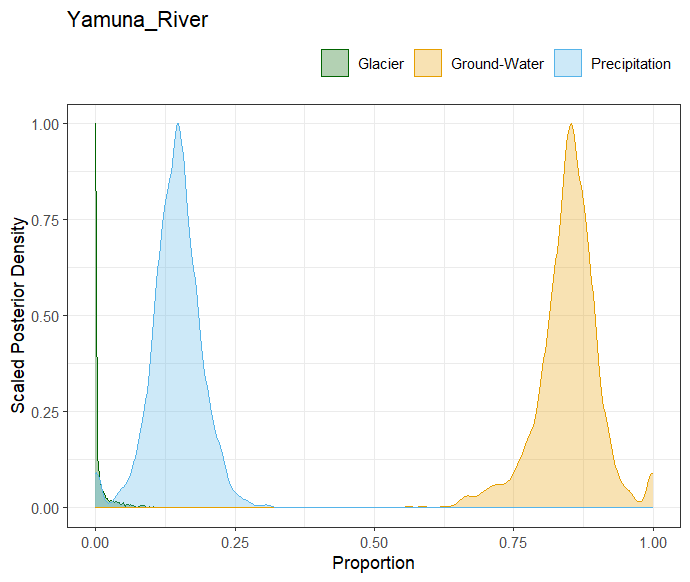 Yamuna_River
Glacier Ground-Water Precipitation
1.00
0.75
0.50
0.25
0.00
Scaled Posterior Density
0.00 0.25 0.50 0.75 1.00
Proportion